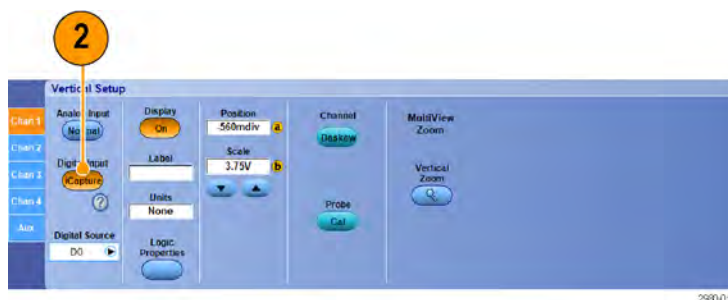 2
Vertical Setup
Chan 1
Chan 2
Chan 3
Chan 4
Aux
Analog Input
Normal
Digital Input
iCapture
?
Digital Source
D0
Display
On
Label
Units
None
Logic
Properties
Position
-560mdiv
a
Scale
3.75V
b
Channel
Deskew
Probe
Cal
MultiView
Zoom
Vertical
Zoom